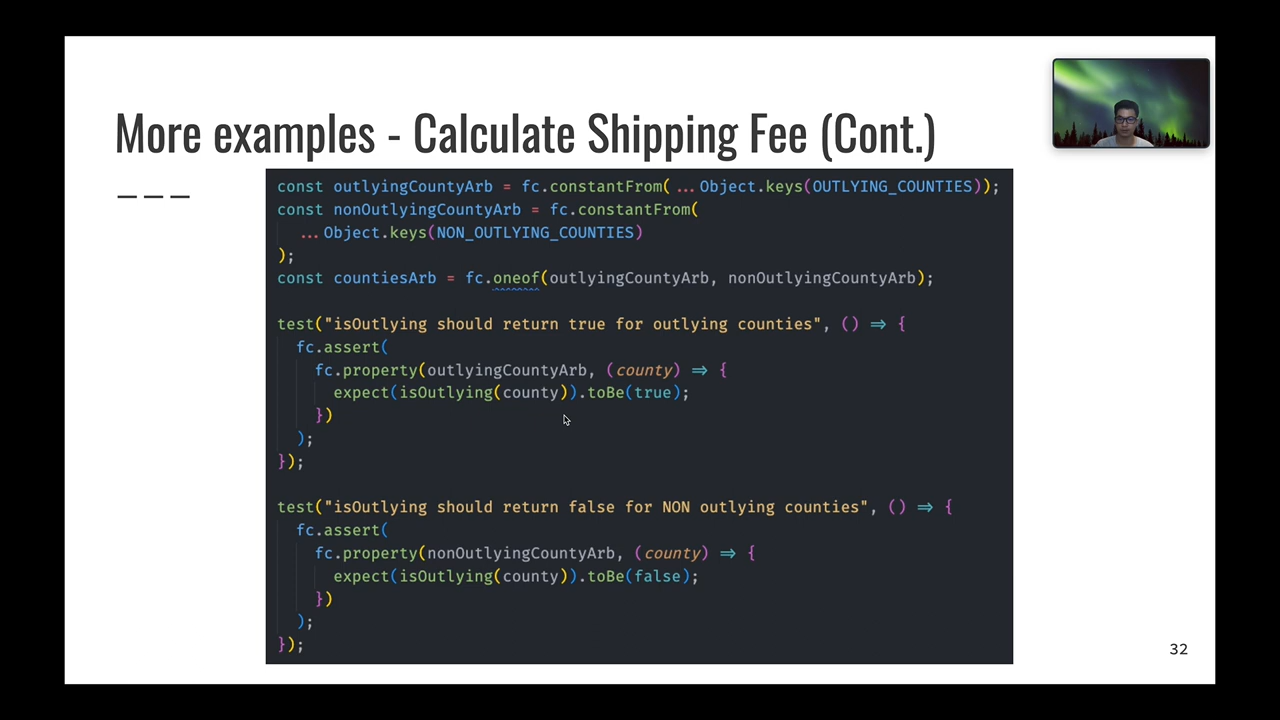 More examples - Calculate Shipping Fee (Cont.)
const outlyingCountyArb = fc.constantFrom( ...Object.keys(OUTLYING_COUNTIES));
const nonOutlyingCountyArb = fc.constantFrom(
...Object.keys(NON_OUTLYING_COUNTIES)
);
const countiesArb = fc.oneof(outlyingCountyArb, nonOutlyingCountyArb);
test("isOutlying should return true for outlying counties", () => {
fc.assert(
fc.property(outlyingCountyArb, (county) => {
expect(isOutlying(county)).toBe(true);
})
);
});
test("isOutlying should return false for NON outlying counties", () => {
fc.assert(
fc.property(nonOutlyingCountyArb, (county) => {
expect(isOutlying(county)).toBe(false);
})
);
});
32